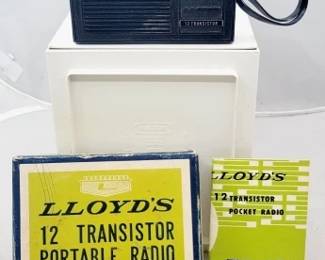 12 TRANSISTOR
LLOYD'S
12 TRANSISTOR
PORTABLE RADIO
LLOYD'S
12 TRANSISTOR
POCKET RADIO